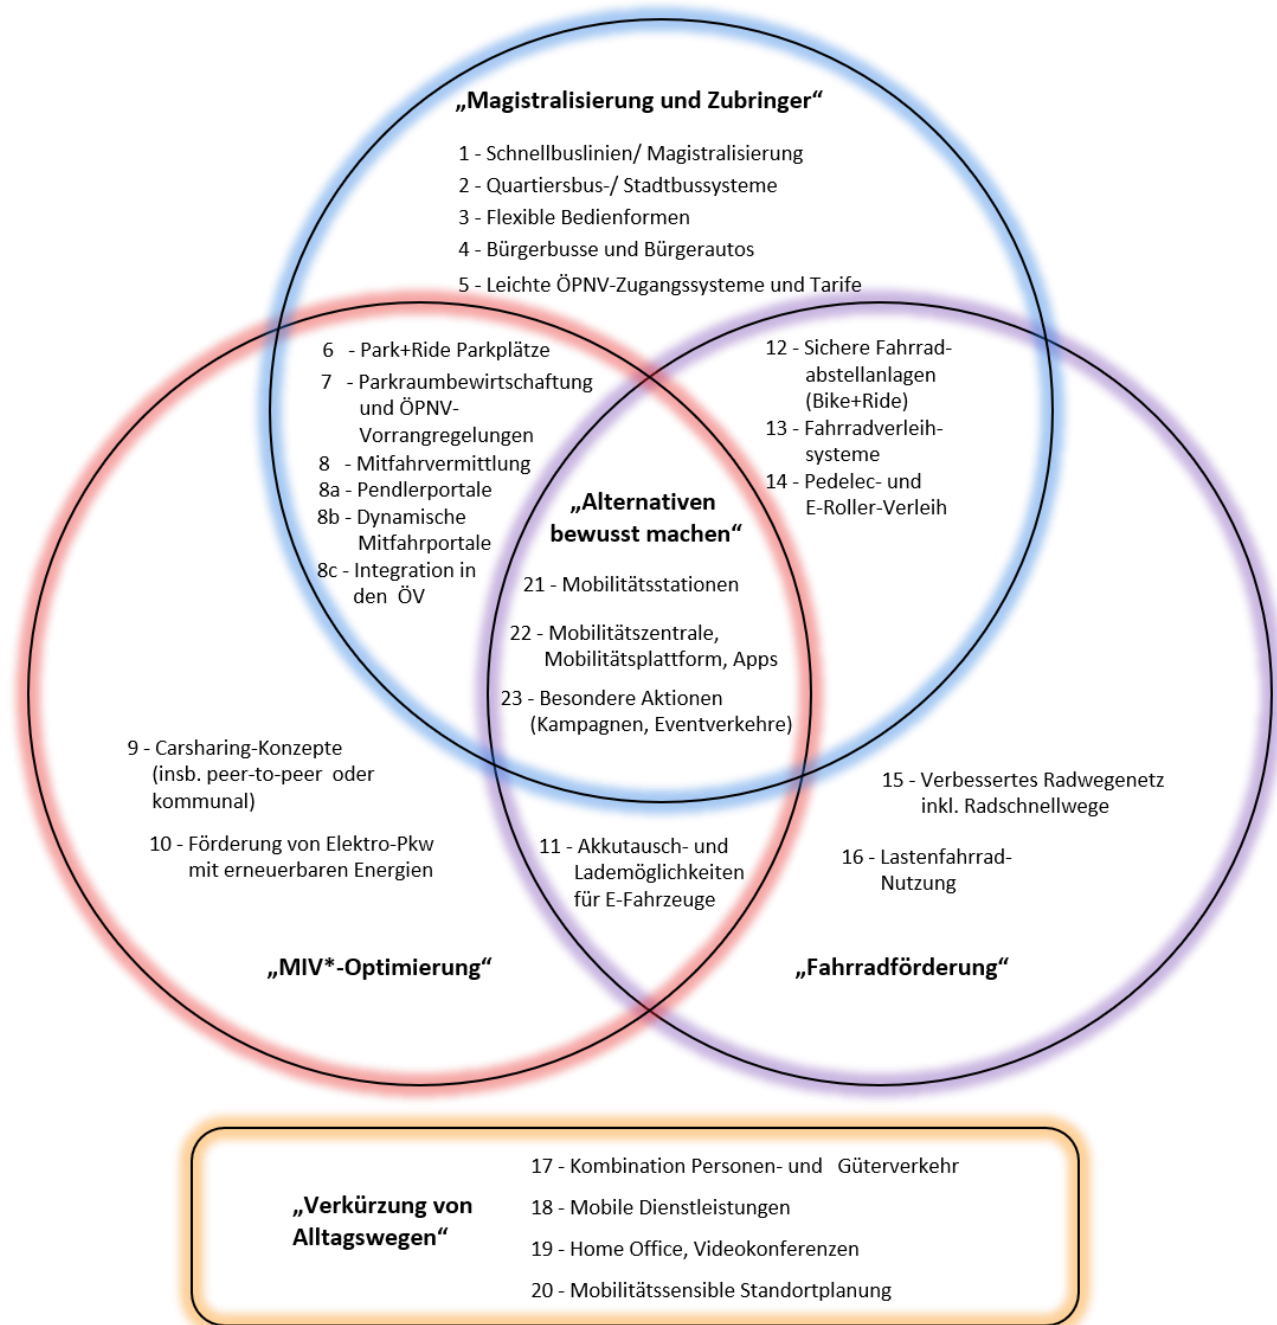 „Magistralisierung und Zubringer“
1 - Schnellbuslinien/ Magistralisierung
2 - Quartiersbus-/ Stadtbussysteme
3 - Flexible Bedienformen
4 - Bürgerbusse und Bürgerautos
5 - Leichte ÖPNV-Zugangssysteme und Tarife
6 - Park+Ride Parkplätze
7 - Parkraumbewirtschaftung
und ÖPNV-
Vorrangregelungen
8 - Mitfahrvermittlung
8a - Pendlerportale
8b - Dynamische
Mitfahrportale
8c - Integration in
den ÖV
12 - Sichere Fahrrad-
abstellanlagen
(Bike+Ride)
13 - Fahrradverleih-
systeme
14 - Pedelec- und
E-Roller-Verleih
„Alternativen
bewusst machen“
21 - Mobilitätsstationen
22 - Mobilitätszentrale,
Mobilitätsplattform, Apps
23 - Besondere Aktionen
(Kampagnen, Eventverkehre)
9 - Carsharing-Konzepte
(insb. peer-to-peer oder
kommunal)
10 - Förderung von Elektro-Pkw
mit erneuerbaren Energien
11 - Akkutausch- und
Lademöglichkeiten
für E-Fahrzeuge
15 - Verbessertes Radwegenetz
inkl. Radschnellwege
16 - Lastenfahrrad-
Nutzung
„MIV*-Optimierung“
„Fahrradförderung“
„Verkürzung von
Alltagswegen“
17 - Kombination Personen- und Güterverkehr
18 - Mobile Dienstleistungen
19 - Home Office, Videokonferenzen
20 - Mobilitätssensible Standortplanung